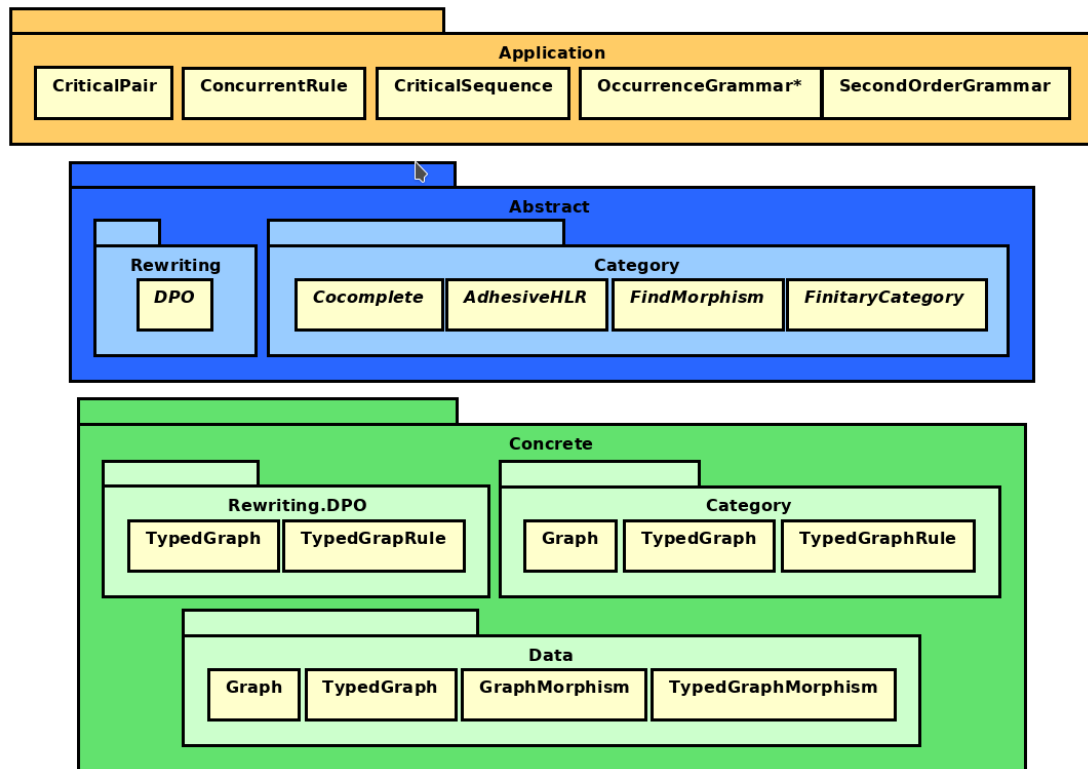 Application
CriticalPair ConcurrentRule CriticalSequence OccurrenceGrammar* SecondOrderGrammar
Abstract
Rewriting
DPO
Category
Cocomplete AdhesiveHLR FindMorphism FinitaryCategory
Concrete
Rewriting.DPO
TypedGraph TypedGrapRule
Category
Graph TypedGraph TypedGraphRule
Data
Graph TypedGraph GraphMorphism TypedGraphMorphism